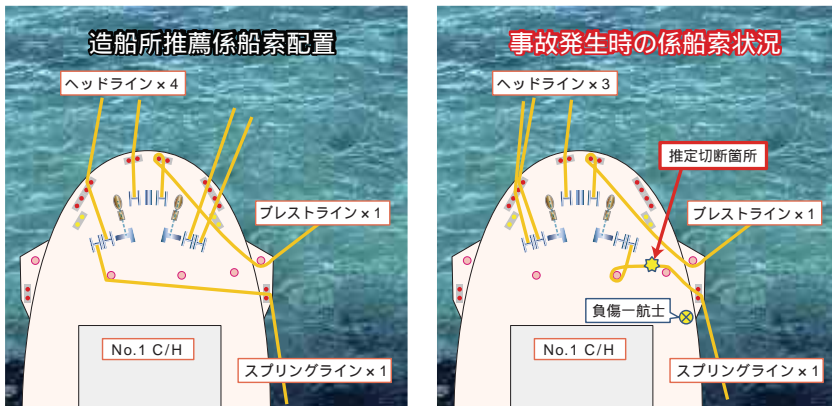 造船所推薦係船索配置
ヘッドライン×4
ブレストライン×1
No.1 C/H
スプリングライン×1
事故発生時の係船索状況
ヘッドライン×3
推定切断箇所
ブレストライン×1
負傷一航士
No.1 C/H
スプリングライン×1